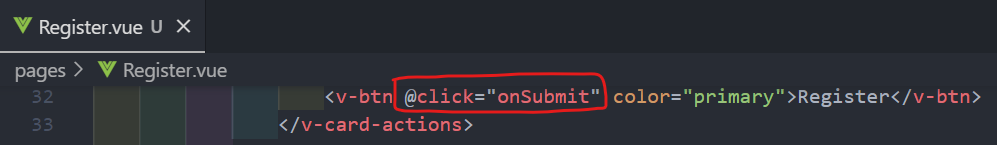 Register.vue U ×
pages > Register.vue
32 <v-btn @click="onSubmit" color="primary">Register</v-btn>
33 </v-card-actions>